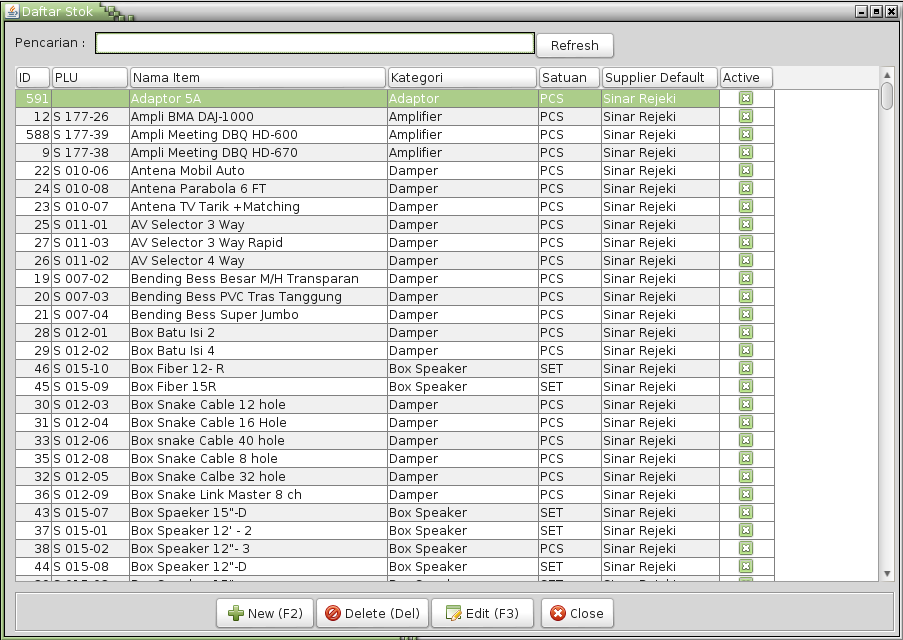 Daftar Stok
Pencarian : Refresh
ID PLU Nama Item Kategori Satuan Supplier Default Active
591 Adaptor 5A Adaptor PCS Sinar Rejeki
12 S 177-26 Ampli BMA DAJ-1000 Amplifier PCS Sinar Rejeki
588 S 177-39 Ampli Meeting DBQ HD-600 Amplifier PCS Sinar Rejeki
9 S 177-38 Ampli Meeting DBQ HD-670 Amplifier PCS Sinar Rejeki
22 S 010-06 Antena Mobil Auto Damper PCS Sinar Rejeki
24 S 010-08 Antena Parabola 6 FT Damper PCS Sinar Rejeki
23 S 010-07 Antena TV Tarik +Matching Damper PCS Sinar Rejeki
25 S 011-01 AV Selector 3 Way Damper PCS Sinar Rejeki
27 S 011-03 AV Selector 3 Way Rapid Damper PCS Sinar Rejeki
26 S 011-02 AV Selector 4 Way Damper PCS Sinar Rejeki
19 S 007-02 Bending Bess Besar M/H Transparan Damper PCS Sinar Rejeki
20 S 007-03 Bending Bess PVC Tras Tanggung Damper PCS Sinar Rejeki
21 S 007-04 Bending Bess Super Jumbo Damper PCS Sinar Rejeki
28 S 012-01 Box Batu Isi 2 Damper PCS Sinar Rejeki
29 S 012-02 Box Batu Isi 4 Damper PCS Sinar Rejeki
46 S 015-10 Box Fiber 12- R Box Speaker SET Sinar Rejeki
45 S 015-09 Box Fiber 15R Box Speaker SET Sinar Rejeki
30 S 012-03 Box Snake Cable 12 hole Damper PCS Sinar Rejeki
31 S 012-04 Box Snake Cable 16 Hole Damper PCS Sinar Rejeki
33 S 012-06 Box snake Cable 40 hole Damper PCS Sinar Rejeki
35 S 012-08 Box Snake Cable 8 hole Damper PCS Sinar Rejeki
32 S 012-05 Box Snake Calbe 32 hole Damper PCS Sinar Rejeki
36 S 012-09 Box Snake Link Master 8 ch Damper PCS Sinar Rejeki
43 S 015-07 Box Spaeker 15"-D Box Speaker SET Sinar Rejeki
37 S 015-01 Box Speaker 12' - 2 Box Speaker SET Sinar Rejeki
38 S 015-02 Box Speaker 12"- 3 Box Speaker PCS Sinar Rejeki
44 S 015-08 Box Speaker 12"-D Box Speaker SET Sinar Rejeki
New (F2) Delete (Del) Edit (F3) Close